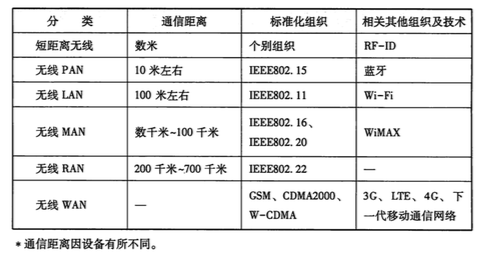 分 类 通信距离 标准化组织 相关其他组织及技术
短距离无线 数米 个别组织 RF-ID
无线 PAN 10 米左右 IEEE802.15 蓝牙
无线 LAN 100 米左右 IEEE802.11 Wi-Fi
无线 MAN 数千米~100 千米 IEEE802.16、
IEEE802.20 WiMAX
无线 RAN 200 千米~700 千米 IEEE802.22 —
无线 WAN — GSM、CDMA2000、
W-CDMA 3G、LTE、4G、下
一代移动通信网络
*通信距离因设备有所不同。